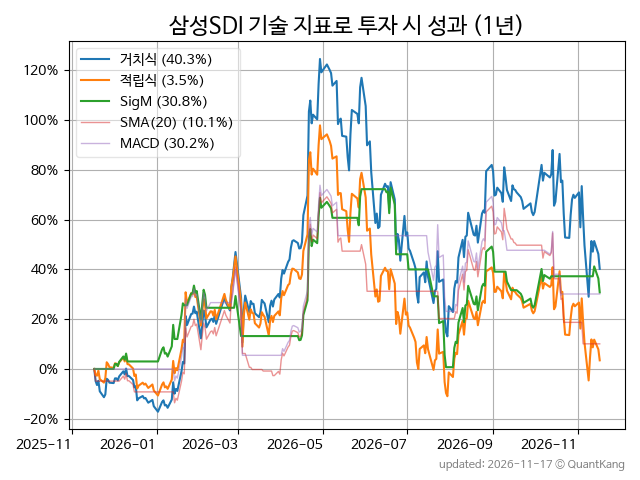 삼성SDI 기술 지표로 투자 시 성과 (1년)
거치식 (40.3%)
적립식 (3.5%)
SigM (30.8%)
SMA(20) (10.1%)
MACD (30.2%)
120%
100%
80%
60%
40%
20%
0%
−20%
2025-11 2026-01 2026-03 2026-05 2026-07 2026-09 2026-11
updated: 2026-11-17 © QuantKang